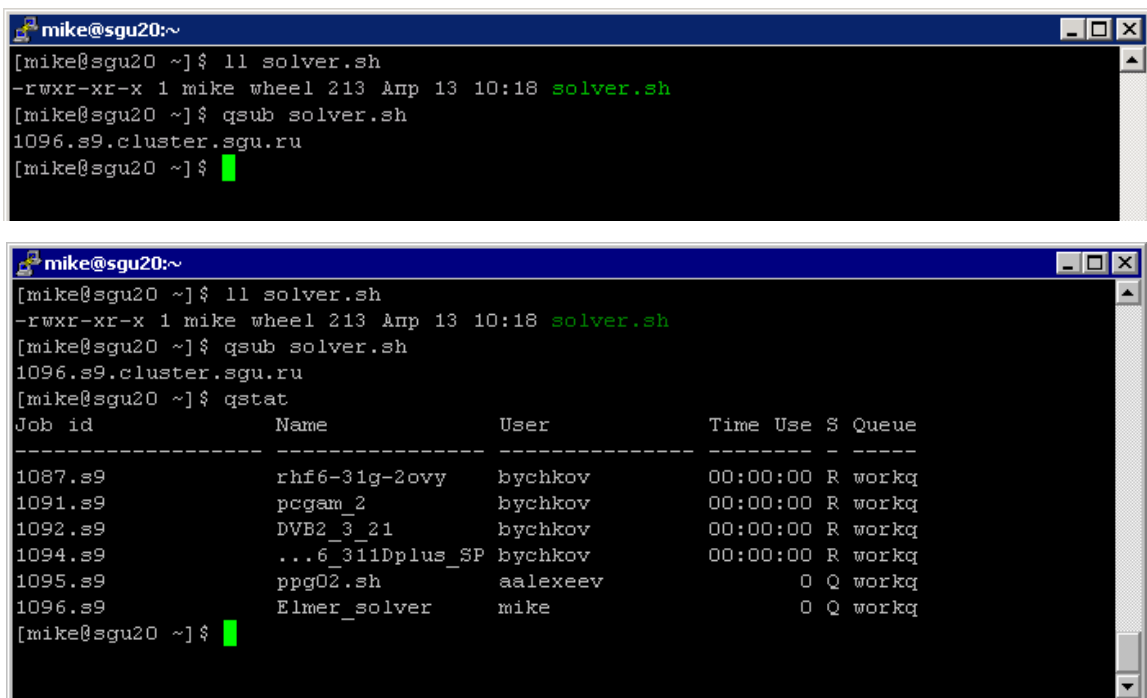 mike@sgu20:~
[mike@sgu20 ~]$ ll solver.sh
-rwxr-xr-x 1 mike wheel 213 Апр 13 10:18 solver.sh
[mike@sgu20 ~]$ qsub solver.sh
1096.s9.cluster.sgu.ru
[mike@sgu20 ~]$
mike@sgu20:~
[mike@sgu20 ~]$ ll solver.sh
-rwxr-xr-x 1 mike wheel 213 Апр 13 10:18 solver.sh
[mike@sgu20 ~]$ qsub solver.sh
1096.s9.cluster.sgu.ru
[mike@sgu20 ~]$ qstat
Job id Name User Time Use S Queue
------------------- ---------------- --------------- -------- - -----
1087.s9 rhf6-31g-2ovy bychkov 00:00:00 R workq
1091.s9 pcgam_2 bychkov 00:00:00 R workq
1092.s9 DVB2_3_21 bychkov 00:00:00 R workq
1094.s9 ...6_311Dplus_SP bychkov 00:00:00 R workq
1095.s9 ppg02.sh aalexeev 0 Q workq
1096.s9 Elmer_solver mike 0 Q workq
[mike@sgu20 ~]$